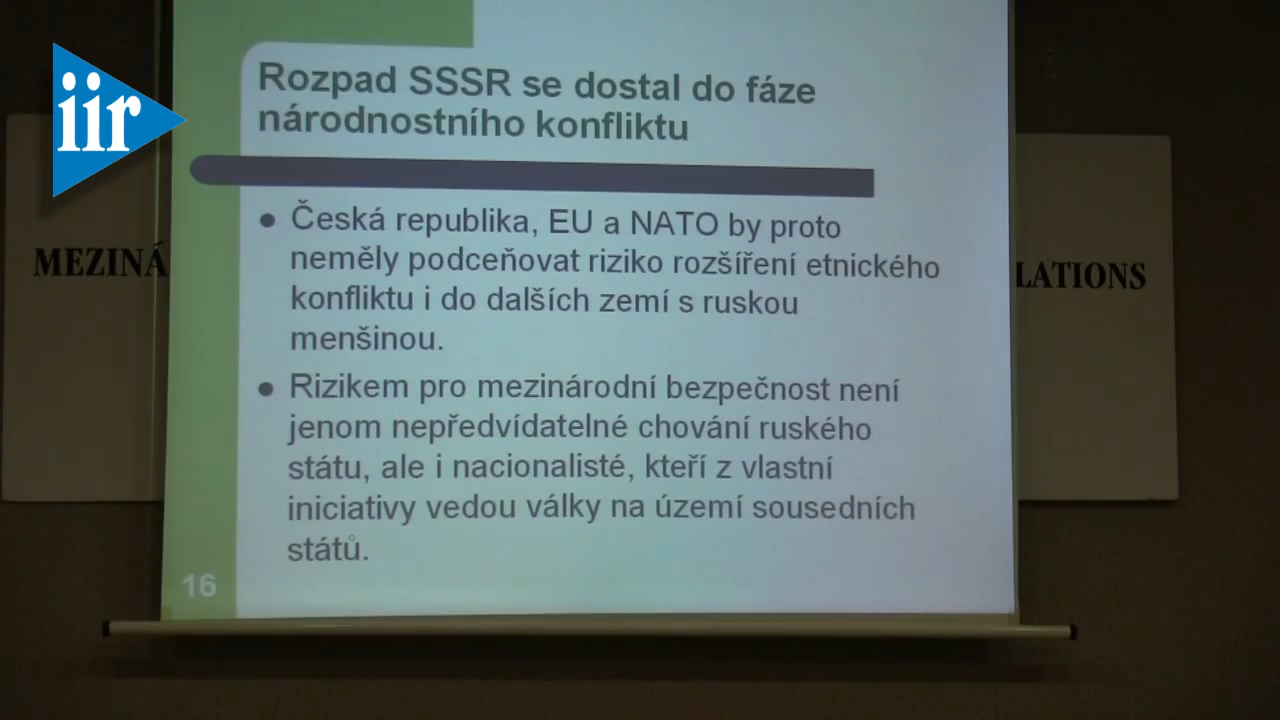 iir
Rozpad SSSR se dostal do fáze
národnostního konfliktu
MEZINÁ
LATIONS
● Česká republika, EU a NATO by proto
neměly podceňovat riziko rozšíření etnického
konfliktu i do dalších zemí s ruskou
menšinou.
● Rizikem pro mezinárodní bezpečnost není
jenom nepředvídatelné chování ruského
státu, ale i nacionalisté, kteří z vlastní
iniciativy vedou války na území sousedních
států.
16